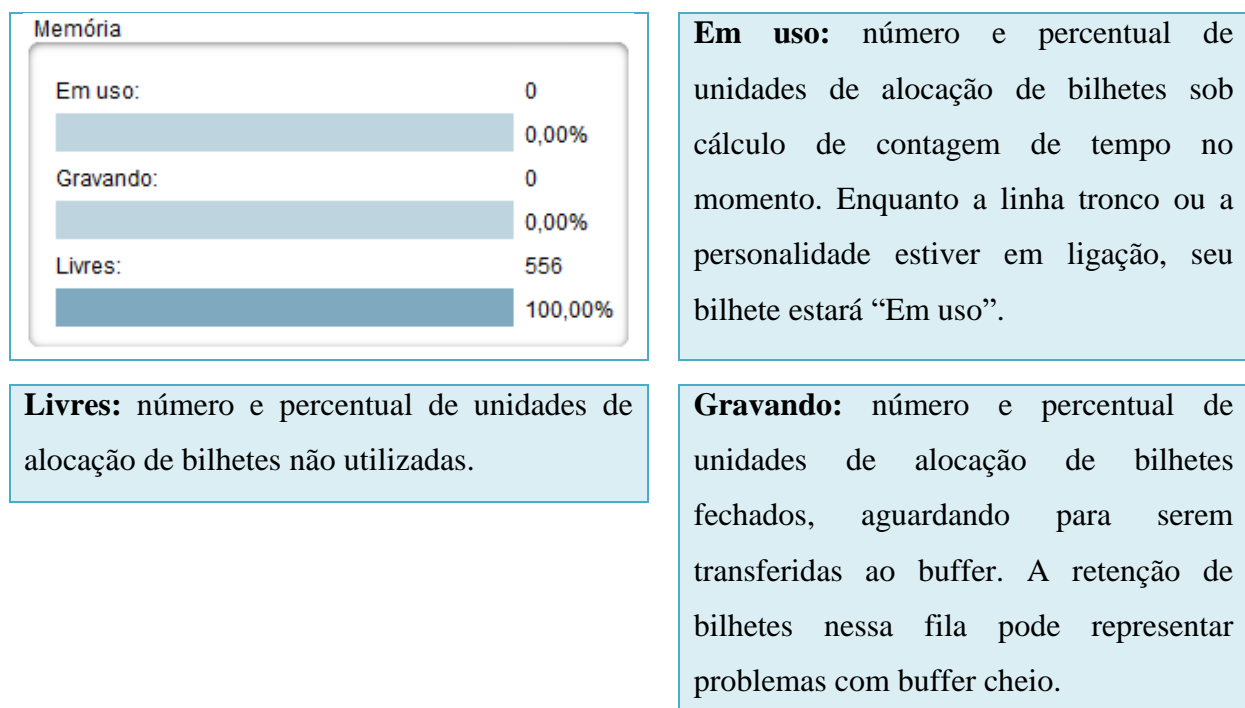 Memória
Em uso: 0
0,00%
Gravando: 0
0,00%
Livres: 556
100,00%
Em uso: número e percentual de
unidades de alocação de bilhetes sob
cálculo de contagem de tempo no
momento. Enquanto a linha tronco ou a
personalidade estiver em ligação, seu
bilhete estará “Em uso”.
Livres: número e percentual de unidades de
alocação de bilhetes não utilizadas.
Gravando: número e percentual de
unidades de alocação de bilhetes
fechados, aguardando para serem
transferidas ao buffer. A retenção de
bilhetes nessa fila pode representar
problemas com buffer cheio.